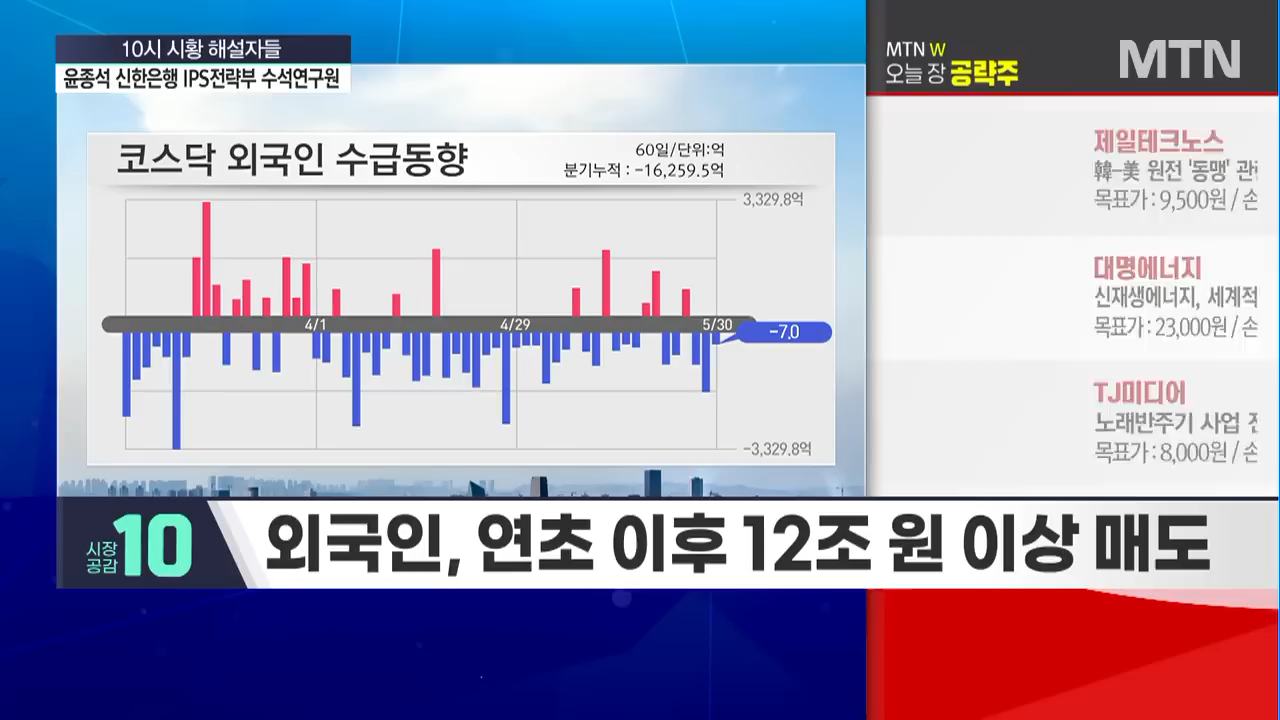 10시 시황 해설자들
윤종석 신한은행 IPS전략부 수석연구원
코스닥 외국인 수급동향
60일/단위:억
분기누적 : -16,259.5억
3,329.8억
4/1
4/29
5/30
-7.0
-3,329.8억
시장
공감
10
외국인, 연초 이후 12조 원 이상 매도
MTN W
오늘 장 공략주
MTN
제일테크노스
韓-美 원전 '동맹'
목표가 : 9,500원 / 손
대명에너지
신재생에너지, 세계적
목표가 : 23,000원 / 손
TJ미디어
노래반주기 사업
목표가 : 8,000원 / 손